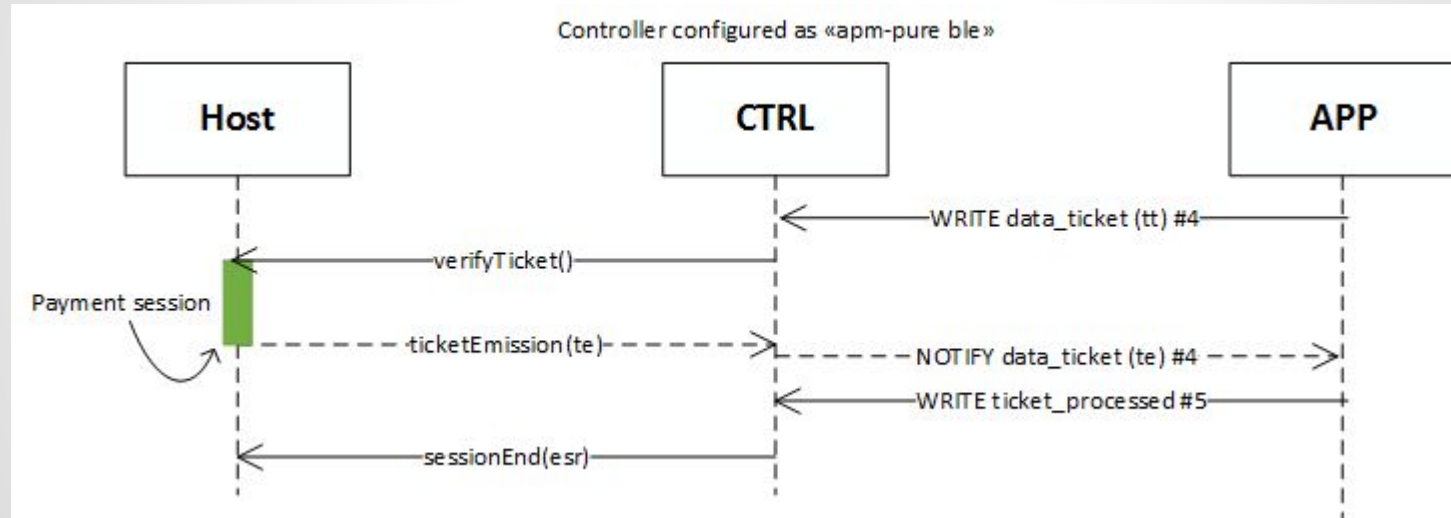 Controller configured as «apm-pure ble»
Host
CTRL
APP
WRITE data_ticket (tt) #4
verifyTicket()
Payment session
ticketEmission(te)
NOTIFY data_ticket (te) #4
WRITE ticket_processed #5
sessionEnd(esr)